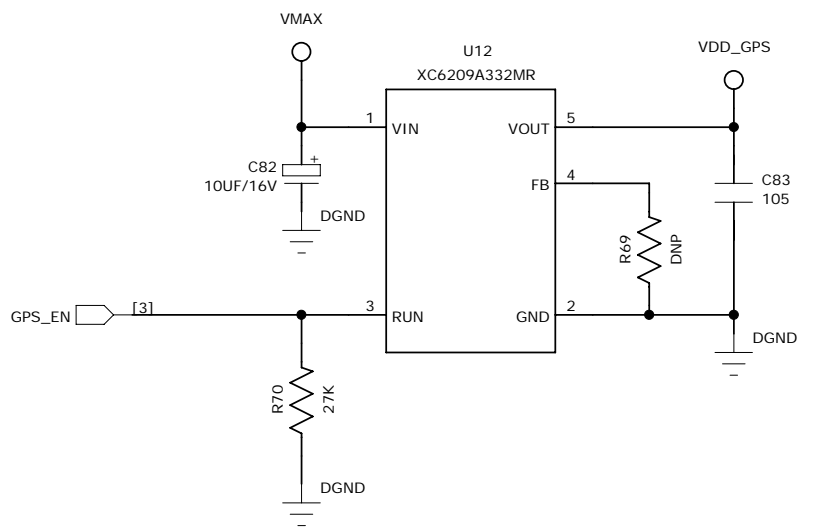 VMAX
U12
XC6209A332MR
VDD_GPS
1
VIN
VOUT
5
C82
+
10UF/16V
DGND
FB
4
C83
105
R69
DNP
GPS_EN
[3]
3
RUN
GND
2
DGND
R70
27K
DGND